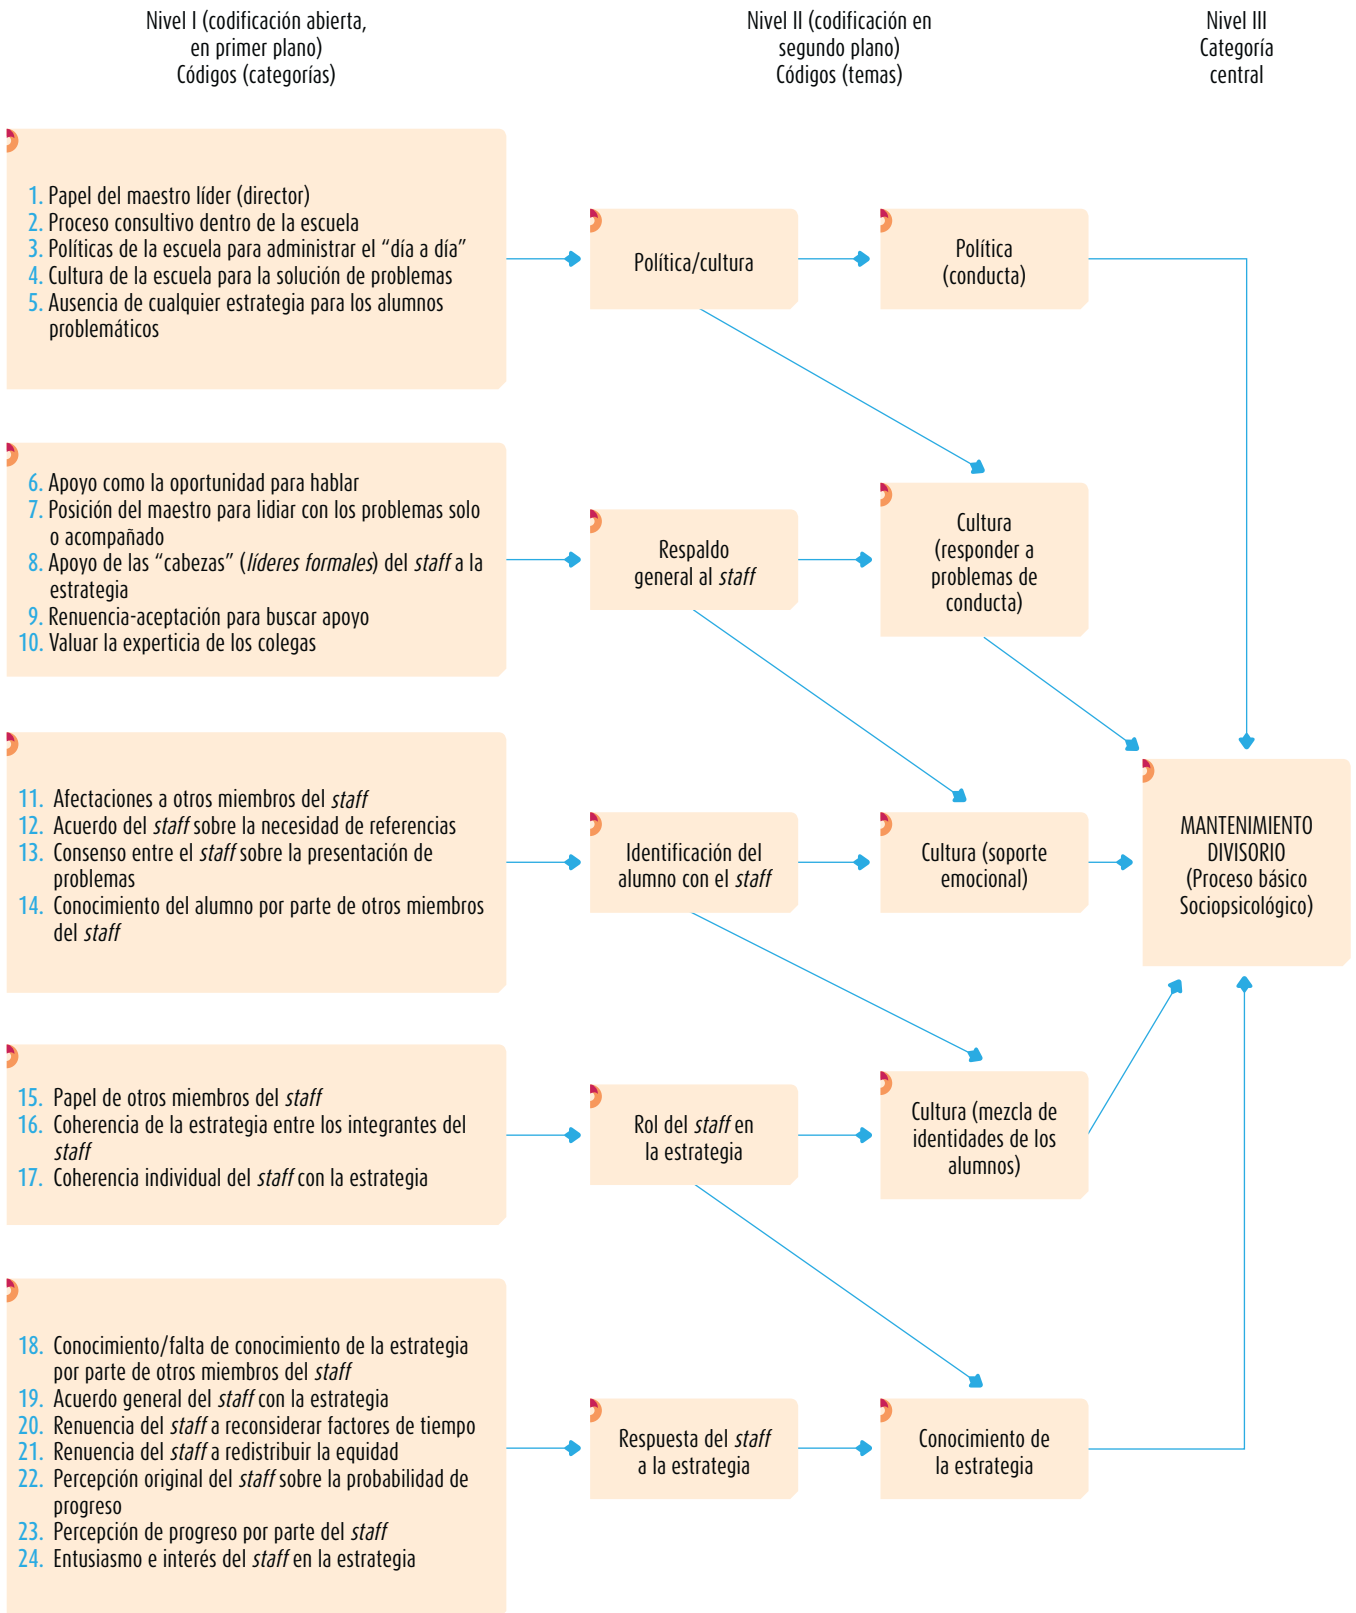 Nivel I (codificación abierta,
en primer plano)
Códigos (categorías)
Nivel II (codificación en
segundo plano)
Códigos (temas)
Nivel III
Categoría
central
1. Papel del maestro líder (director)
2. Proceso consultivo dentro de la escuela
3. Políticas de la escuela para administrar el “día a día”
4. Cultura de la escuela para la solución de problemas
5. Ausencia de cualquier estrategia para los alumnos
problemáticos
Política/cultura
Política
(conducta)
6. Apoyo como la oportunidad para hablar
7. Posición del maestro para lidiar con los problemas solo
o acompañado
8. Apoyo de las “cabezas” (líderes formales) del staff a la
estrategia
9. Renuencia-aceptación para buscar apoyo
10. Valuar la experticia de los colegas
Respaldo
general al staff
Cultura
(responder a
problemas de
conducta)
11. Afectaciones a otros miembros del staff
12. Acuerdo del staff sobre la necesidad de referencias
13. Consenso entre el staff sobre la presentación de
problemas
14. Conocimiento del alumno por parte de otros miembros
del staff
Identificación del
alumno con el staff
Cultura (soporte
emocional)
MANTENIMIENTO
DIVISORIO
(Proceso básico
Sociopsicológico)
15. Papel de otros miembros del staff
16. Coherencia de la estrategia entre los integrantes del
staff
17. Coherencia individual del staff con la estrategia
Rol del staff en
la estrategia
Cultura (mezcla de
identidades de los
alumnos)
18. Conocimiento/falta de conocimiento de la estrategia
por parte de otros miembros del staff
19. Acuerdo general del staff con la estrategia
20. Renuencia del staff a reconsiderar factores de tiempo
21. Renuencia del staff a redistribuir la equidad
22. Percepción original del staff sobre la probabilidad de
progreso
23. Percepción de progreso por parte del staff
24. Entusiasmo e interés del staff en la estrategia
Respuesta del staff
a la estrategia
Conocimiento de
la estrategia